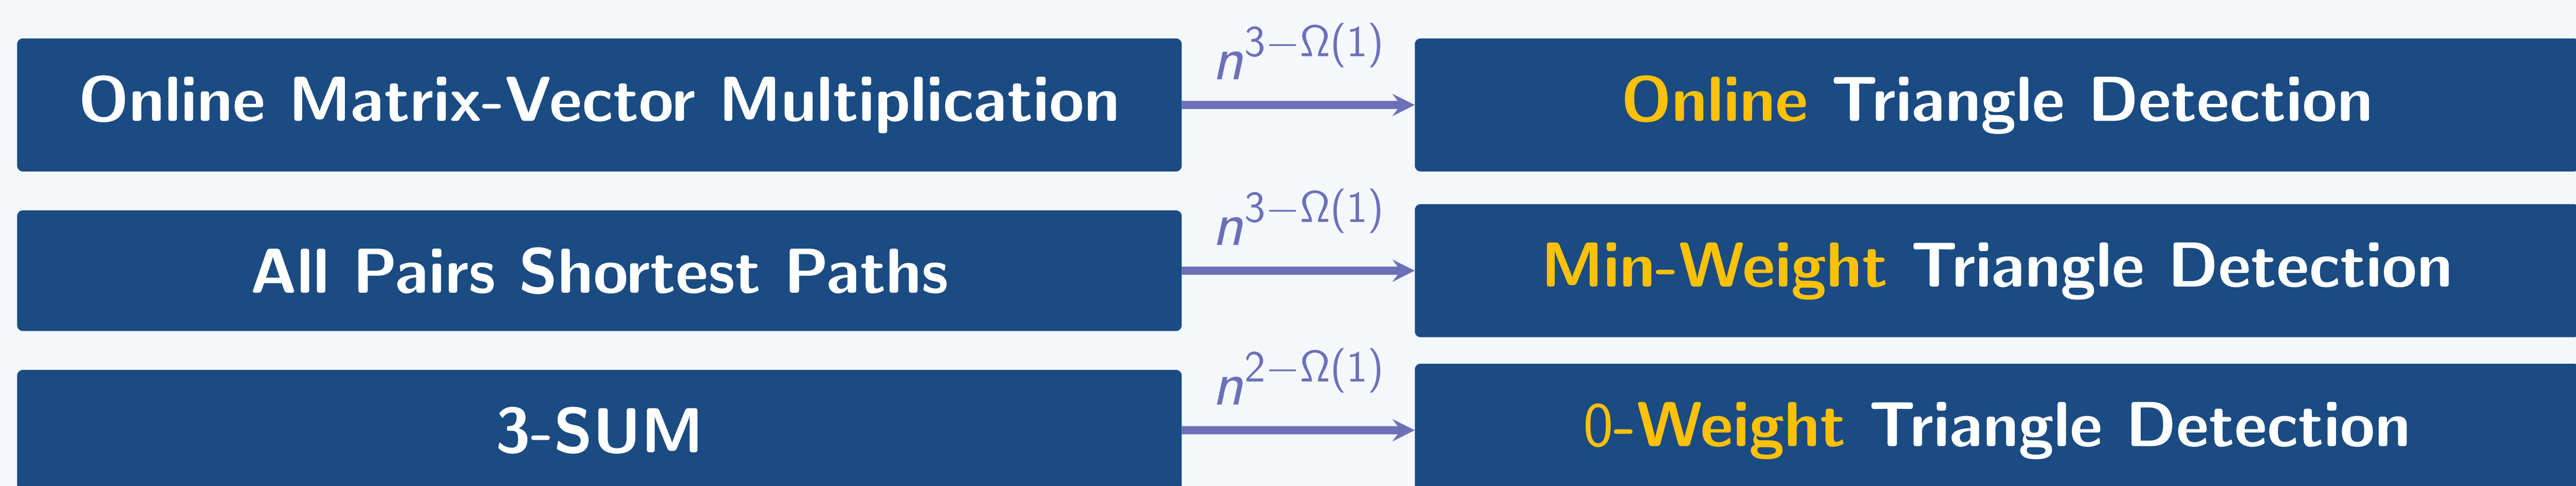 Online Matrix-Vector Multiplication n^{3−Ω(1)} Online Triangle Detection
All Pairs Shortest Paths n^{3−Ω(1)} Min-Weight Triangle Detection
3-SUM n^{2−Ω(1)} 0-Weight Triangle Detection